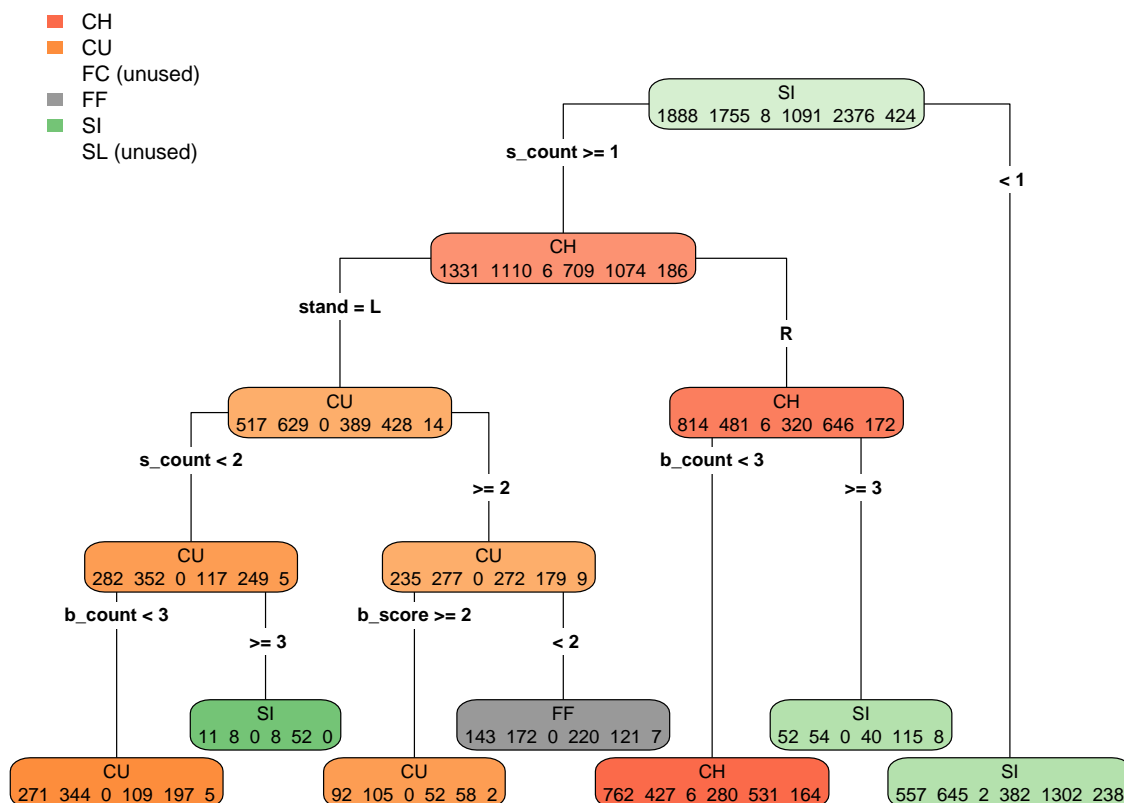 CH
CU
FC (unused)
FF
SI
SL (unused)
SI
1888 1755 8 1091 2376 424
s_count >= 1
< 1
CH
1331 1110 6 709 1074 186
stand = L
R
CU
517 629 0 389 428 14
CH
814 481 6 320 646 172
s_count < 2
>= 2
b_count < 3
>= 3
CU
282 352 0 117 249 5
CU
235 277 0 272 179 9
b_count < 3
>= 3
b_score >= 2
< 2
SI
11 8 0 8 52 0
FF
143 172 0 220 121 7
SI
52 54 0 40 115 8
CU
271 344 0 109 197 5
CU
92 105 0 52 58 2
CH
762 427 6 280 531 164
SI
557 645 2 382 1302 238